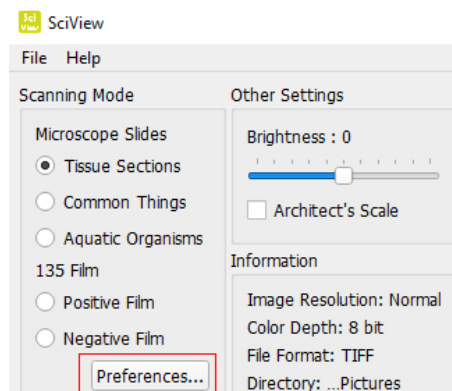 Sci View
SciView
File Help
Scanning Mode
Microscope Slides
Tissue Sections
Common Things
Aquatic Organisms
135 Film
Positive Film
Negative Film
Preferences...
Other Settings
Brightness : 0
Architect's Scale
Information
Image Resolution: Normal
Color Depth: 8 bit
File Format: TIFF
Directory: ...Pictures